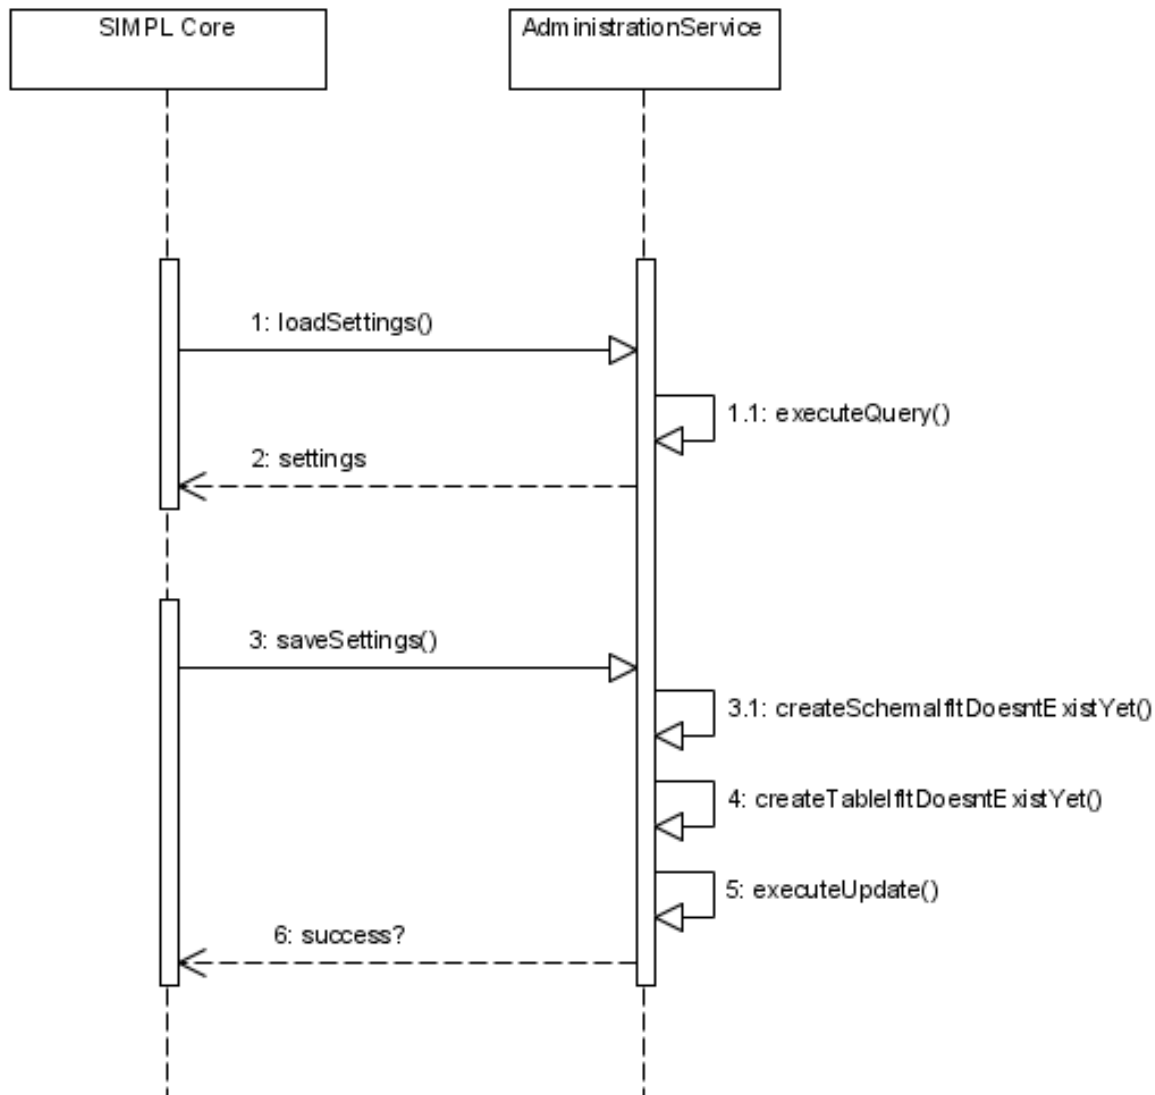 SIMPL Core
AdministrationService
1: loadSettings()
1.1: executeQuery()
2: settings
3: saveSettings()
3.1: createSchemaIfItDoesntExistYet()
4: createTableIfItDoesntExistYet()
5: executeUpdate()
6: success?